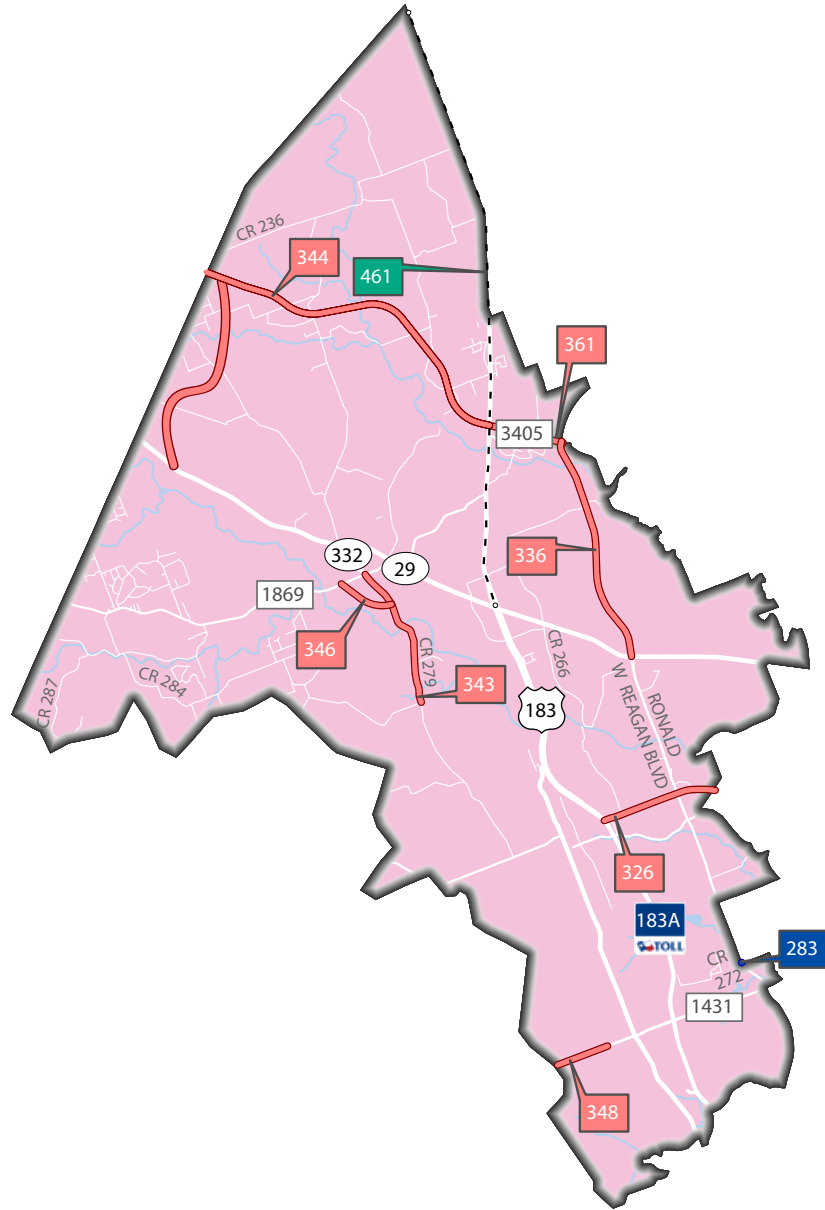 CR 236
344
461
361
3405
336
332
29
1869
346
CR 279
343
CR 266
CR 287
CR 284
183
RONALD
W REAGAN BLVD
326
183A
TOLL
283
CR
272
1431
348